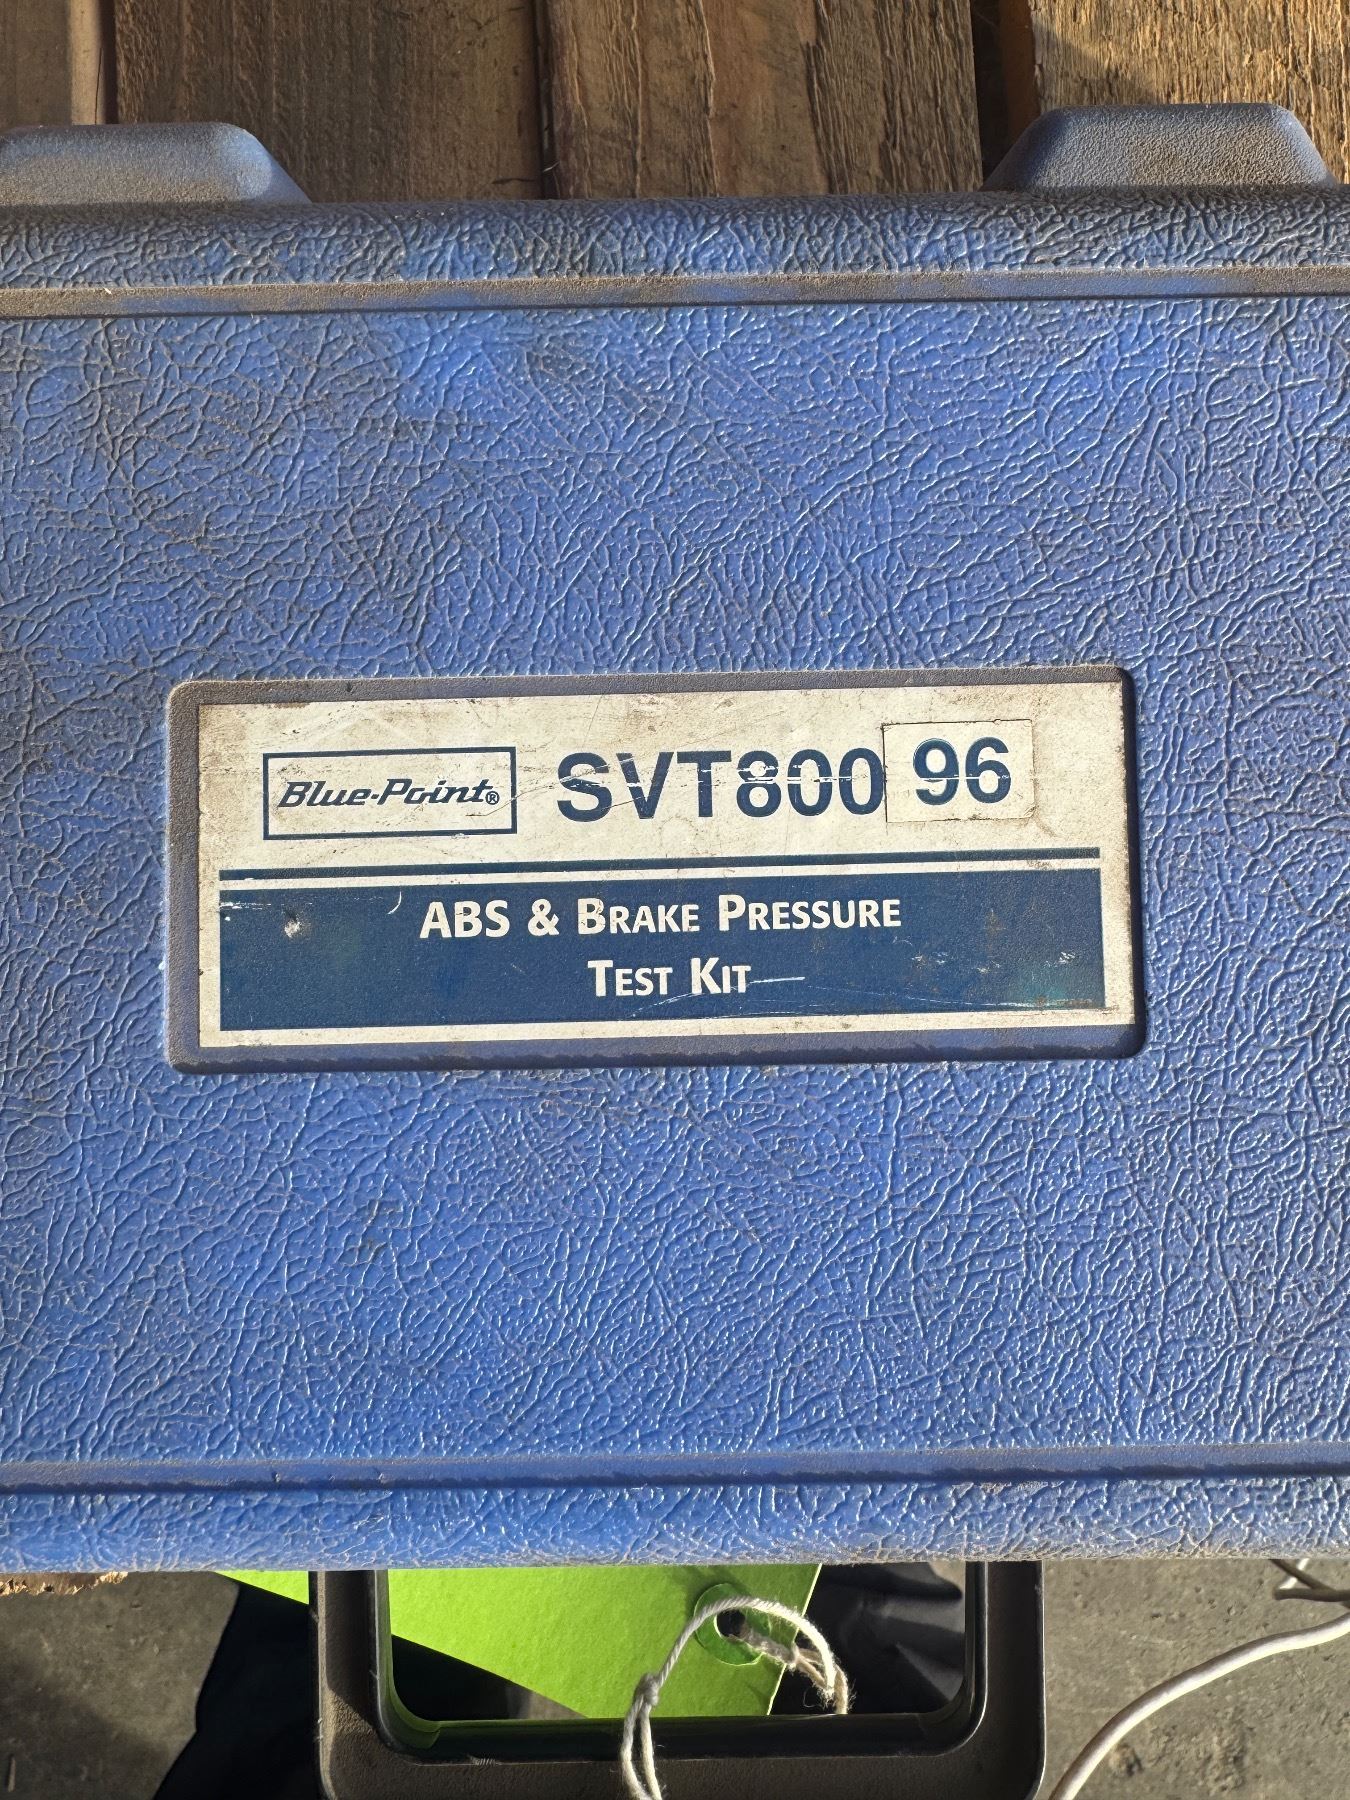 Blue-Point® SVT800 96
ABS & BRAKE PRESSURE
TEST KIT